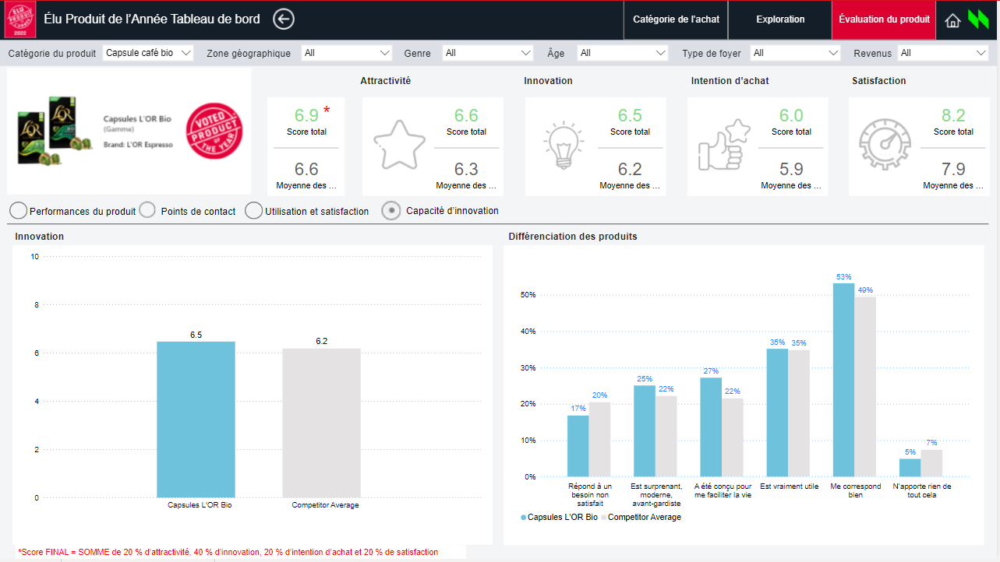 ÉLU PRODUIT DE L'ANNÉE 2022
Élu Produit de l'Année Tableau de bord
Catégorie de l'achat
Exploration
Évaluation du produit
Catégorie du produit
Capsule café bio
Zone géographique
All
Genre
All
Âge
All
Type de foyer
All
Revenus
All
L'OR
L'OR
Capsules L'OR Bio
(Gamme)
Brand: L'OR Espresso
VOTED
PRODUCT
OF THE YEAR
6.9 *
Score total
6.6
Moyenne des ...
Attractivité
6.6
Score total
6.3
Moyenne des ...
Innovation
6.5
Score total
6.2
Moyenne des ...
Intention d'achat
6.0
Score total
5.9
Moyenne des ...
Satisfaction
8.2
Score total
7.9
Moyenne des ...
Performances du produit
Points de contact
Utilisation et satisfaction
Capacité d'innovation
Innovation
10
8
6
4
2
0
6.5
6.2
Capsules L'OR Bio
Competitor Average
Différenciation des produits
50%
40%
30%
20%
10%
0%
17%
20%
25%
22%
27%
22%
35%
35%
53%
49%
5%
7%
Répond à un
besoin non
satisfait
Est surprenant,
moderne,
avant-gardiste
A été conçu pour
me faciliter la vie
Est vraiment utile
Me correspond
bien
N'apporte rien de
tout cela
Capsules L'OR Bio
Competitor Average
*Score FINAL = SOMME de 20 % d'attractivité, 40 % d'innovation, 20 % d'intention d'achat et 20 % de satisfaction